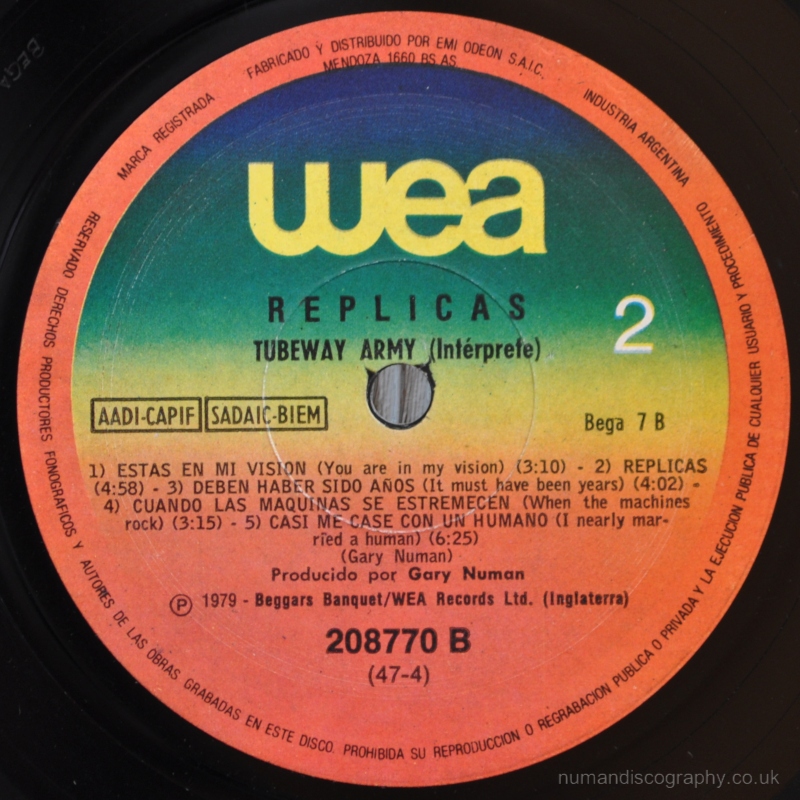 FABRICADO Y DISTRIBUIDO POR EMI ODEON S.A.I.C.
MENDOZA 1660 BS AS
INDUSTRIA ARGENTINA
MARCA REGISTRADA
wea
REPLICAS
TUBEWAY ARMY (Intérprete)
2
AADI-CAPIF SADAIC-BIEM
Bega 7 B
1) ESTAS EN MI VISION (You are in my vision) (3:10) - 2) REPLICAS
(4:58) - 3) DEBEN HABER SIDO AÑOS (It must have been years) (4:02) -
4) CUANDO LAS MAQUINAS SE ESTREMECEN (When the machines
rock) (3:15) - 5) CASI ME CASE CON UN HUMANO (I nearly mar-
ried a human) (6:25)
(Gary Numan)
Producido por Gary Numan
Ⓟ 1979 - Beggars Banquet/WEA Records Ltd. (Inglaterra)
208770 B
(47-4)
RESERVADO DERECHOS PRODUCTORES FONOGRAFICOS Y AUTORES DE LAS OBRAS GRABADAS EN ESTE DISCO. PROHIBIDA SU REPRODUCCION O REGRABACION PUBLICA O PRIVADA Y LA EJECUCION PUBLICA DE CUALQUIER USUARIO Y PROCEDIMIENTO
BEGA
numandiscography.co.uk